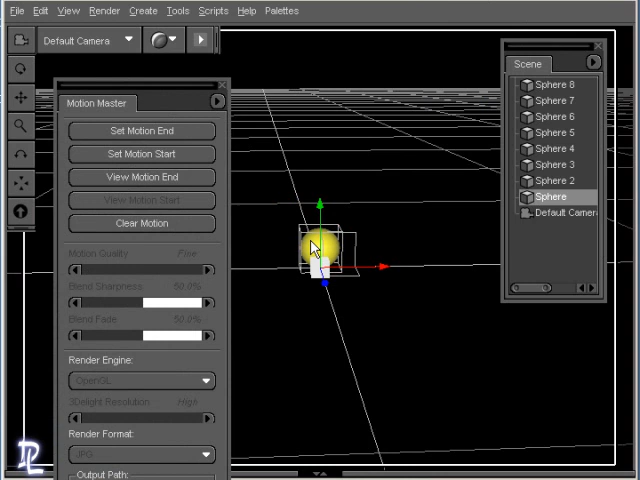 File Edit View Render Create Tools Scripts Help Palettes
Default Camera
Scene
Sphere 8
Sphere 7
Sphere 6
Sphere 5
Sphere 4
Sphere 3
Sphere 2
Sphere
Default Camera
Motion Master
Set Motion End
Set Motion Start
View Motion End
View Motion Start
Clear Motion
Motion Quality Five
Blend Sharpness 50.0%
Blend Fade 50.0%
Render Engine:
OpenGL
3Delight Resolution High
Render Format:
JPG
Output Path:
DL